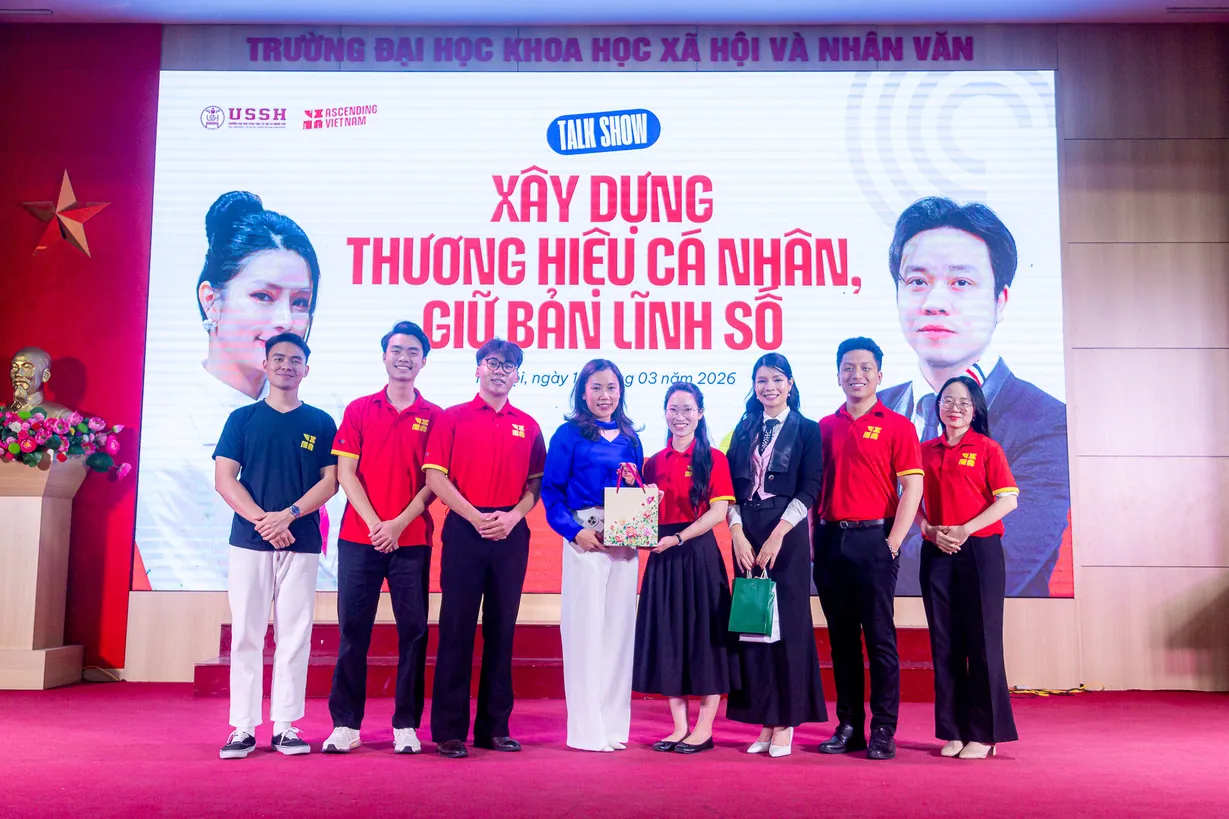 TRƯỜNG ĐẠI HỌC KHOA HỌC XÃ HỘI VÀ NHÂN VĂN
USSH
ASCENDING
VIETNAM
TALK SHOW
XÂY DỰNG
THƯƠNG HIỆU CÁ NHÂN,
GIỮ BẢN LĨNH SỐ
ngày
03 năm 2026